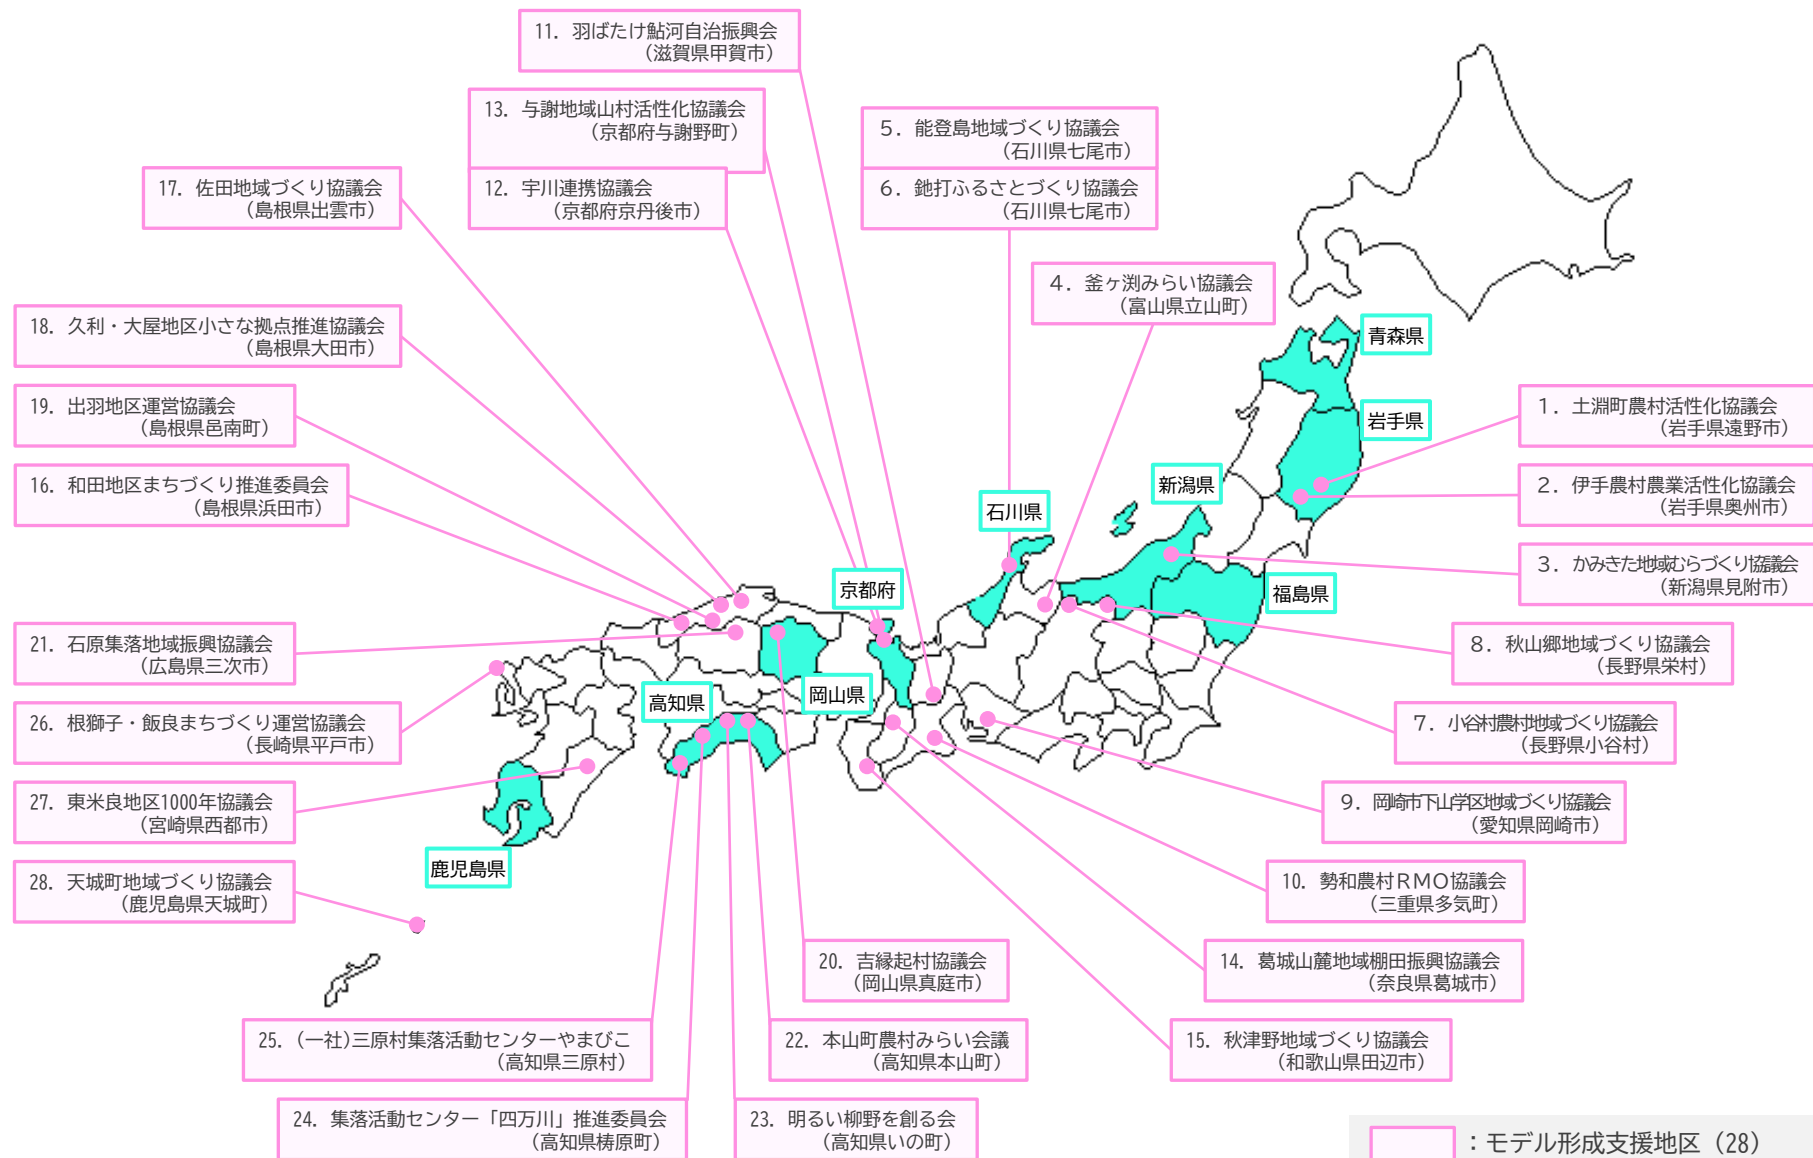 11. 羽ばたけ鮎河自治振興会
(滋賀県甲賀市)
13. 与謝地域山村活性化協議会
(京都府与謝野町)
12. 宇川連携協議会
(京都府京丹後市)
5. 能登島地域づくり協議会
(石川県七尾市)
6. 釶打ふるさとづくり協議会
(石川県七尾市)
17. 佐田地域づくり協議会
(島根県出雲市)
4. 釜ヶ渕みらい協議会
(富山県立山町)
18. 久利・大屋地区小さな拠点推進協議会
(島根県大田市)
19. 出羽地区運営協議会
(島根県邑南町)
16. 和田地区まちづくり推進委員会
(島根県浜田市)
青森県
岩手県
1. 土淵町農村活性化協議会
(岩手県遠野市)
2. 伊手農村農業活性化協議会
(岩手県奥州市)
新潟県
石川県
3. かみきた地域むらづくり協議会
(新潟県見附市)
京都府
福島県
21. 石原集落地域振興協議会
(広島県三次市)
8. 秋山郷地域づくり協議会
(長野県栄村)
高知県
岡山県
26. 根獅子・飯良まちづくり運営協議会
(長崎県平戸市)
7. 小谷村農村地域づくり協議会
(長野県小谷村)
27. 東米良地区1000年協議会
(宮崎県西都市)
9. 岡崎市下山学区地域づくり協議会
(愛知県岡崎市)
鹿児島県
28. 天城町地域づくり協議会
(鹿児島県天城町)
10. 勢和農村RMO協議会
(三重県多気町)
20. 吉縁起村協議会
(岡山県真庭市)
14. 葛城山麓地域棚田振興協議会
(奈良県葛城市)
25. (一社)三原村集落活動センターやまびこ
(高知県三原村)
22. 本山町農村みらい会議
(高知県本山町)
15. 秋津野地域づくり協議会
(和歌山県田辺市)
24. 集落活動センター「四万川」推進委員会
(高知県梼原町)
23. 明るい柳野を創る会
(高知県いの町)
:モデル形成支援地区(28)